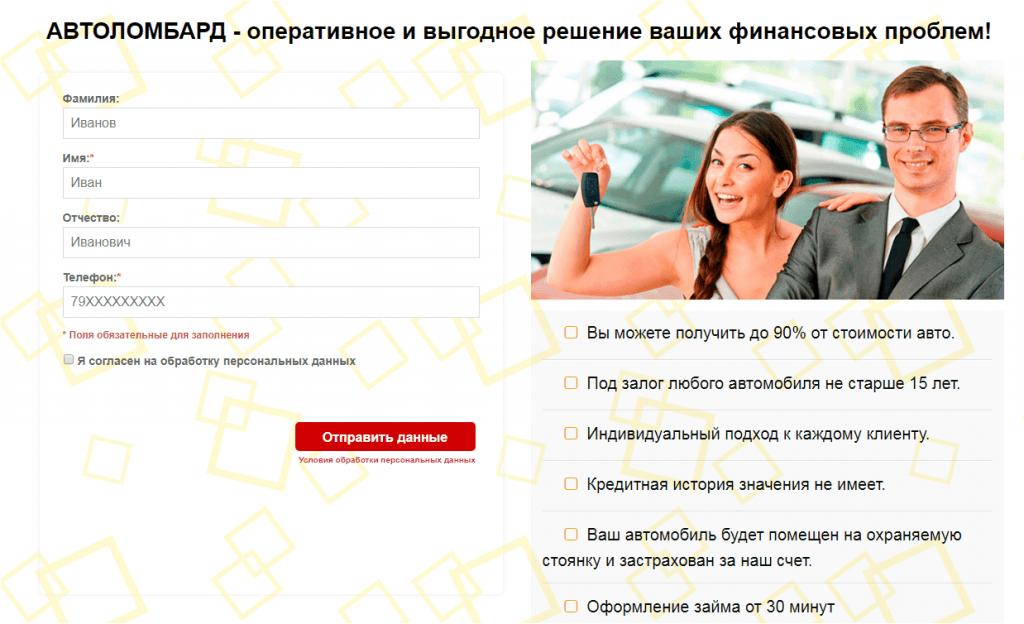 АВТОЛОМБАРД - оперативное и выгодное решение ваших финансовых проблем!
Фамилия:
Иванов
Имя:*
Иван
Отчество:
Иванович
Телефон:*
79XXXXXXXXX
* Поля обязательные для заполнения
Я согласен на обработку персональных данных
Отправить данные
Условия обработки персональных данных
Вы можете получить до 90% от стоимости авто.
Под залог любого автомобиля не старше 15 лет.
Индивидуальный подход к каждому клиенту.
Кредитная история значения не имеет.
Ваш автомобиль будет помещен на охраняемую
стоянку и застрахован за наш счет.
Оформление займа от 30 минут